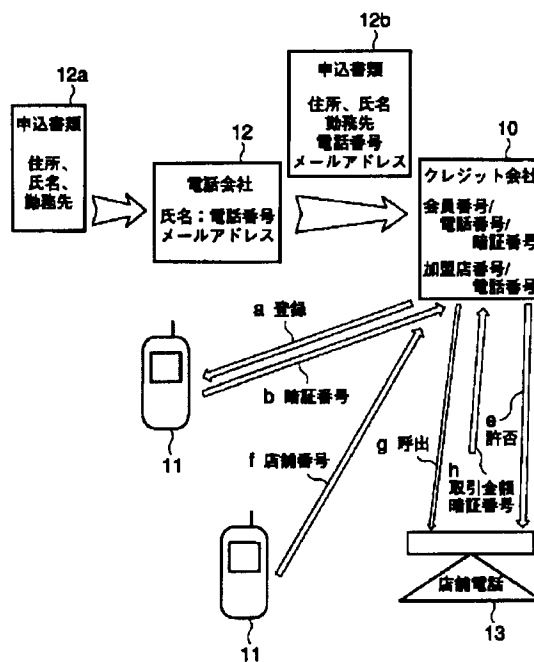 12a
申込書類
住所、
氏名、
勤務先
12
電話会社
氏名：電話番号
メールアドレス
12b
申込書類
住所、氏名
勤務先
電話番号
メールアドレス
10
クレジット会社
会員番号/
電話番号/
暗証番号
加盟店番号/
電話番号
a 登録
b 暗証番号
11
f 店舗番号
11
g 呼出
h
取引金額
暗証番号
e
許否
店舗電話
13